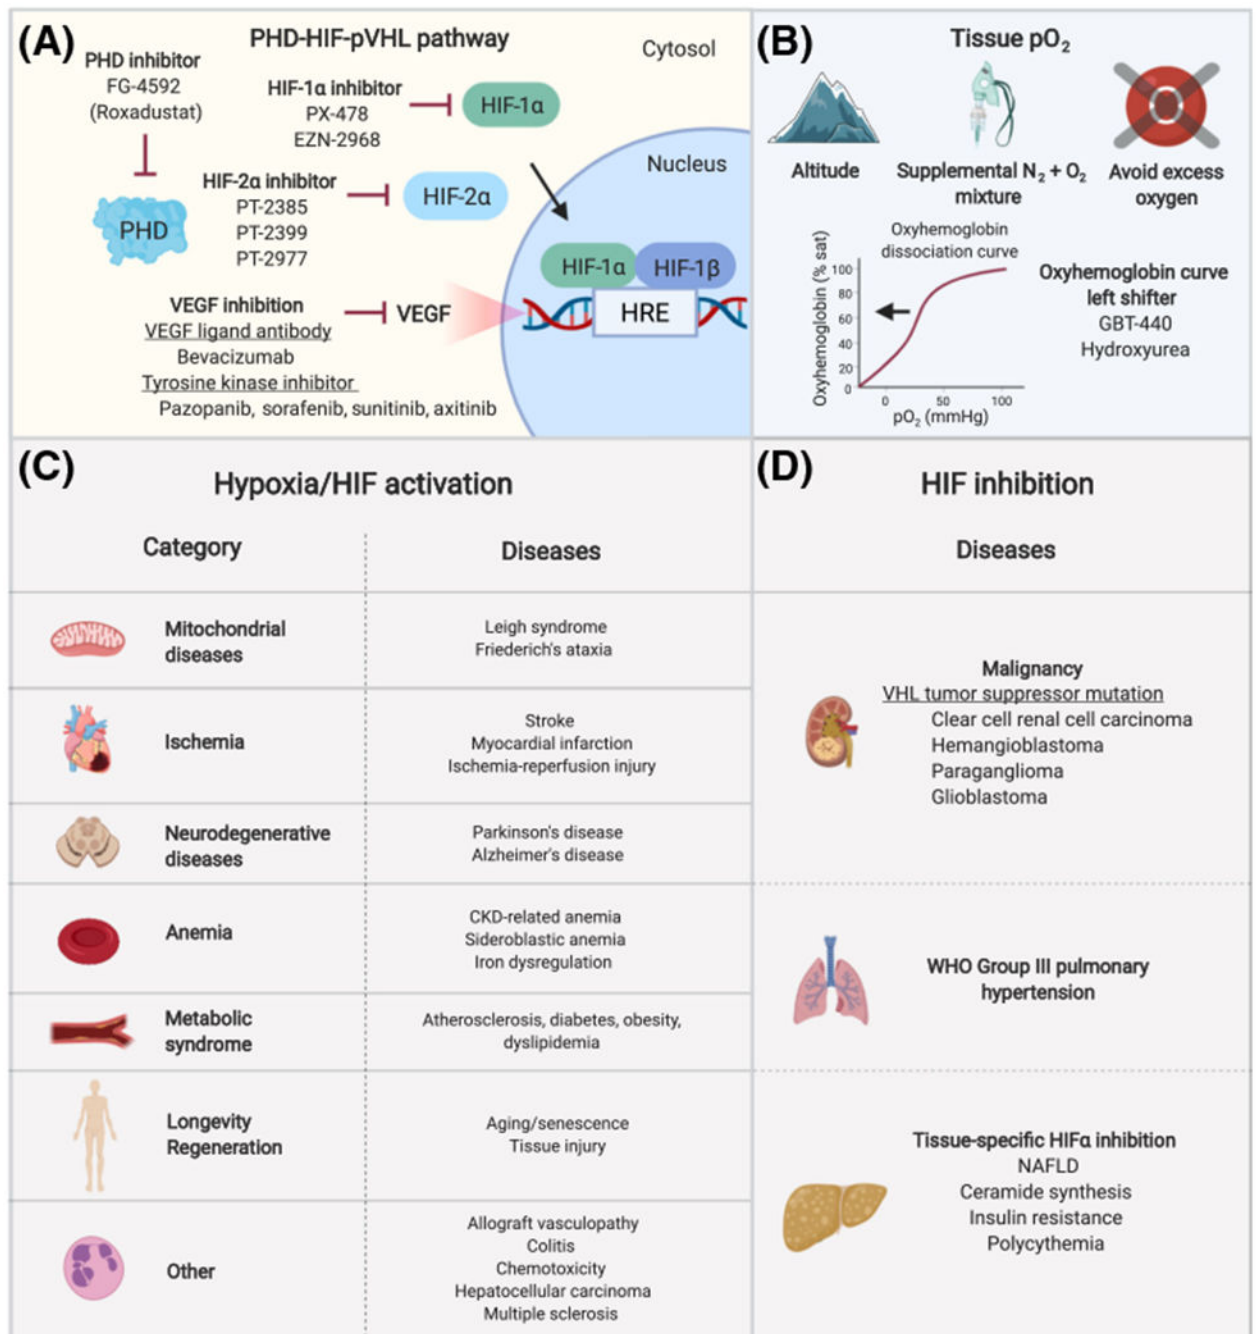 (A)
PHD-HIF-pVHL pathway
Cytosol
PHD inhibitor
FG-4592
(Roxadustat)
HIF-1α inhibitor
PX-478
EZN-2968
HIF-1α
Nucleus
HIF-2α inhibitor
PT-2385
PT-2399
PT-2977
HIF-2α
PHD
HIF-1α
HIF-1β
HRE
VEGF inhibition
VEGF ligand antibody
Bevacizumab
Tyrosine kinase inhibitor
Pazopanib, sorafenib, sunitinib, axitinib
VEGF
(B)
Tissue pO₂
Altitude
Supplemental N₂ + O₂
mixture
Avoid excess
oxygen
Oxyhemoglobin
dissociation curve
Oxyhemoglobin (% sat)
100
80
60
40
20
0
0
50
100
pO₂ (mmHg)
Oxyhemoglobin curve
left shifter
GBT-440
Hydroxyurea
(C)
Hypoxia/HIF activation
Category
Diseases
Mitochondrial
diseases
Leigh syndrome
Friederich's ataxia
Ischemia
Stroke
Myocardial infarction
Ischemia-reperfusion injury
Neurodegenerative
diseases
Parkinson's disease
Alzheimer's disease
Anemia
CKD-related anemia
Sideroblastic anemia
Iron dysregulation
Metabolic
syndrome
Atherosclerosis, diabetes, obesity,
dyslipidemia
Longevity
Regeneration
Aging/senescence
Tissue injury
Other
Allograft vasculopathy
Colitis
Chemotoxicity
Hepatocellular carcinoma
Multiple sclerosis
(D)
HIF inhibition
Diseases
Malignancy
VHL tumor suppressor mutation
Clear cell renal cell carcinoma
Hemangioblastoma
Paraganglioma
Glioblastoma
WHO Group III pulmonary
hypertension
Tissue-specific HIFα inhibition
NAFLD
Ceramide synthesis
Insulin resistance
Polycythemia